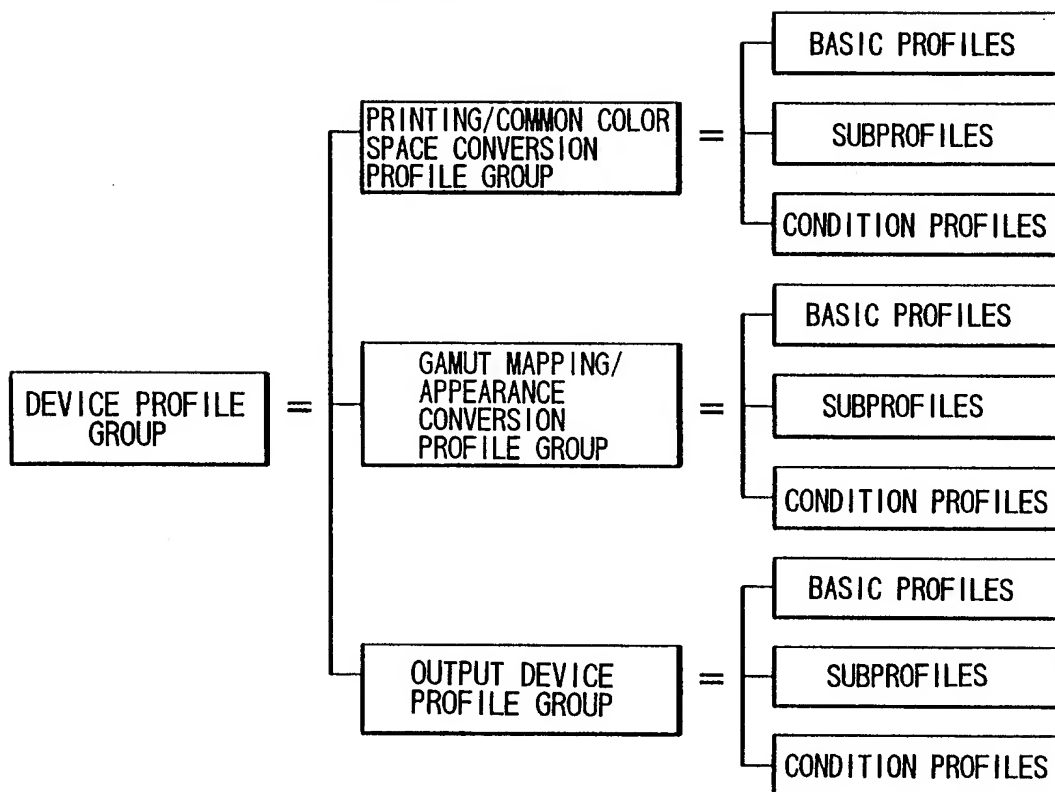 DEVICE PROFILE
GROUP
=
PRINTING/COMMON COLOR
SPACE CONVERSION
PROFILE GROUP
=
BASIC PROFILES
SUBPROFILES
CONDITION PROFILES
GAMUT MAPPING/
APPEARANCE
CONVERSION
PROFILE GROUP
=
BASIC PROFILES
SUBPROFILES
CONDITION PROFILES
OUTPUT DEVICE
PROFILE GROUP
=
BASIC PROFILES
SUBPROFILES
CONDITION PROFILES